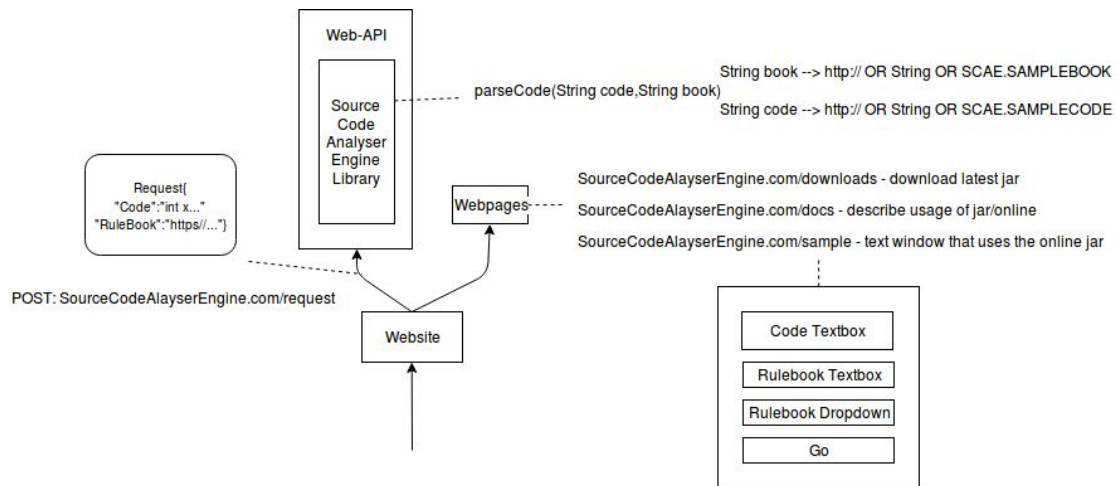 Web-API
Source
Code
Analyser
Engine
Library
parseCode(String code,String book)
String book --> http:// OR String OR SCAE.SAMPLEBOOK
String code --> http:// OR String OR SCAE.SAMPLECODE
Request{
"Code":"int x..."
"RuleBook":"https//..."}
Webpages
SourceCodeAlayserEngine.com/downloads - download latest jar
SourceCodeAlayserEngine.com/docs - describe usage of jar/online
SourceCodeAlayserEngine.com/sample - text window that uses the online jar
POST: SourceCodeAlayserEngine.com/request
Website
Code Textbox
Rulebook Textbox
Rulebook Dropdown
Go